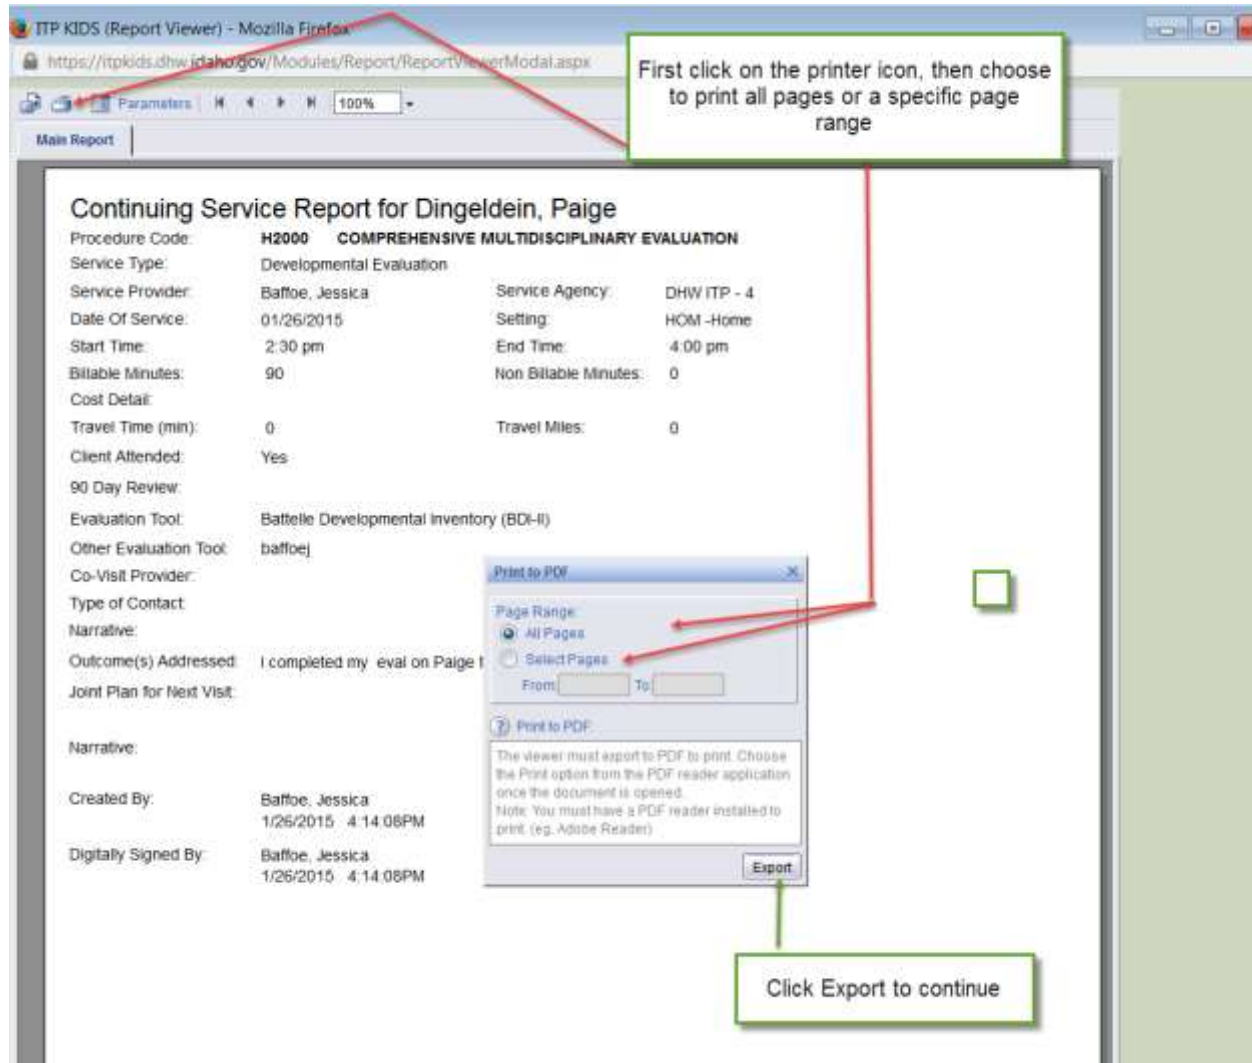 ITP KIDS (Report Viewer) - Mozilla Firefox
https://itpkids.dhw.idaho.gov/Modules/Report/ReportViewerModal.aspx
First click on the printer icon, then choose
to print all pages or a specific page
range
Parameters 100%
Main Report
Continuing Service Report for Dingeldein, Paige
Procedure Code: H2000 COMPREHENSIVE MULTIDISCIPLINARY EVALUATION
Service Type: Developmental Evaluation
Service Provider: Baffoe, Jessica Service Agency: DHW ITP - 4
Date Of Service: 01/26/2015 Setting: HOM -Home
Start Time: 2:30 pm End Time: 4:00 pm
Billable Minutes: 90 Non Billable Minutes: 0
Cost Detail:
Travel Time (min): 0 Travel Miles: 0
Client Attended: Yes
90 Day Review:
Evaluation Tool: Battelle Developmental Inventory (BDI-II)
Other Evaluation Tool: baffoej
Co-Visit Provider:
Type of Contact:
Narrative:
Outcome(s) Addressed: I completed my eval on Paige
Joint Plan for Next Visit:
Narrative:
Created By: Baffoe, Jessica
1/26/2015 4:14:08PM
Digitally Signed By: Baffoe, Jessica
1/26/2015 4:14:08PM
Print to PDF
Page Range:
All Pages
Select Pages
From: To:
Print to PDF:
The viewer must export to PDF to print. Choose
the Print option from the PDF reader application
once the document is opened.
Note: You must have a PDF reader installed to
print. (eg. Adobe Reader)
Export
Click Export to continue